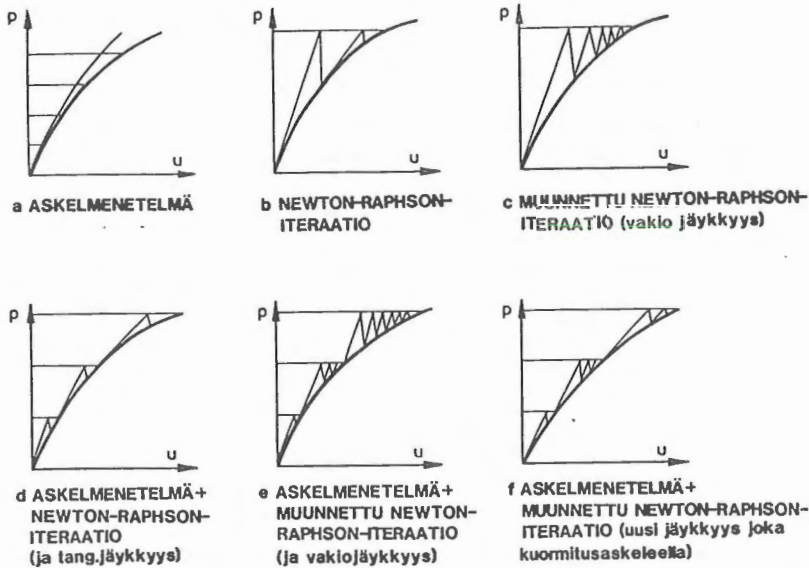 p
u
a ASKELMENETELMÄ
p
u
b NEWTON-RAPHSON-
ITERAATIO
p
u
c MUUNNETTU NEWTON-RAPHSON-
ITERAATIO (vakio jäykkyys)
p
u
d ASKELMENETELMÄ+
NEWTON-RAPHSON-
ITERAATIO
(ja tang.jäykkyys)
p
u
e ASKELMENETELMÄ+
MUUNNETTU NEWTON-
RAPHSON-ITERAATIO
(ja vakiojäykkyys)
p
u
f ASKELMENETELMÄ+
MUUNNETTU NEWTON-RAPHSON-
ITERAATIO (uusi jäykkyys joka
kuormitusaskeleella)